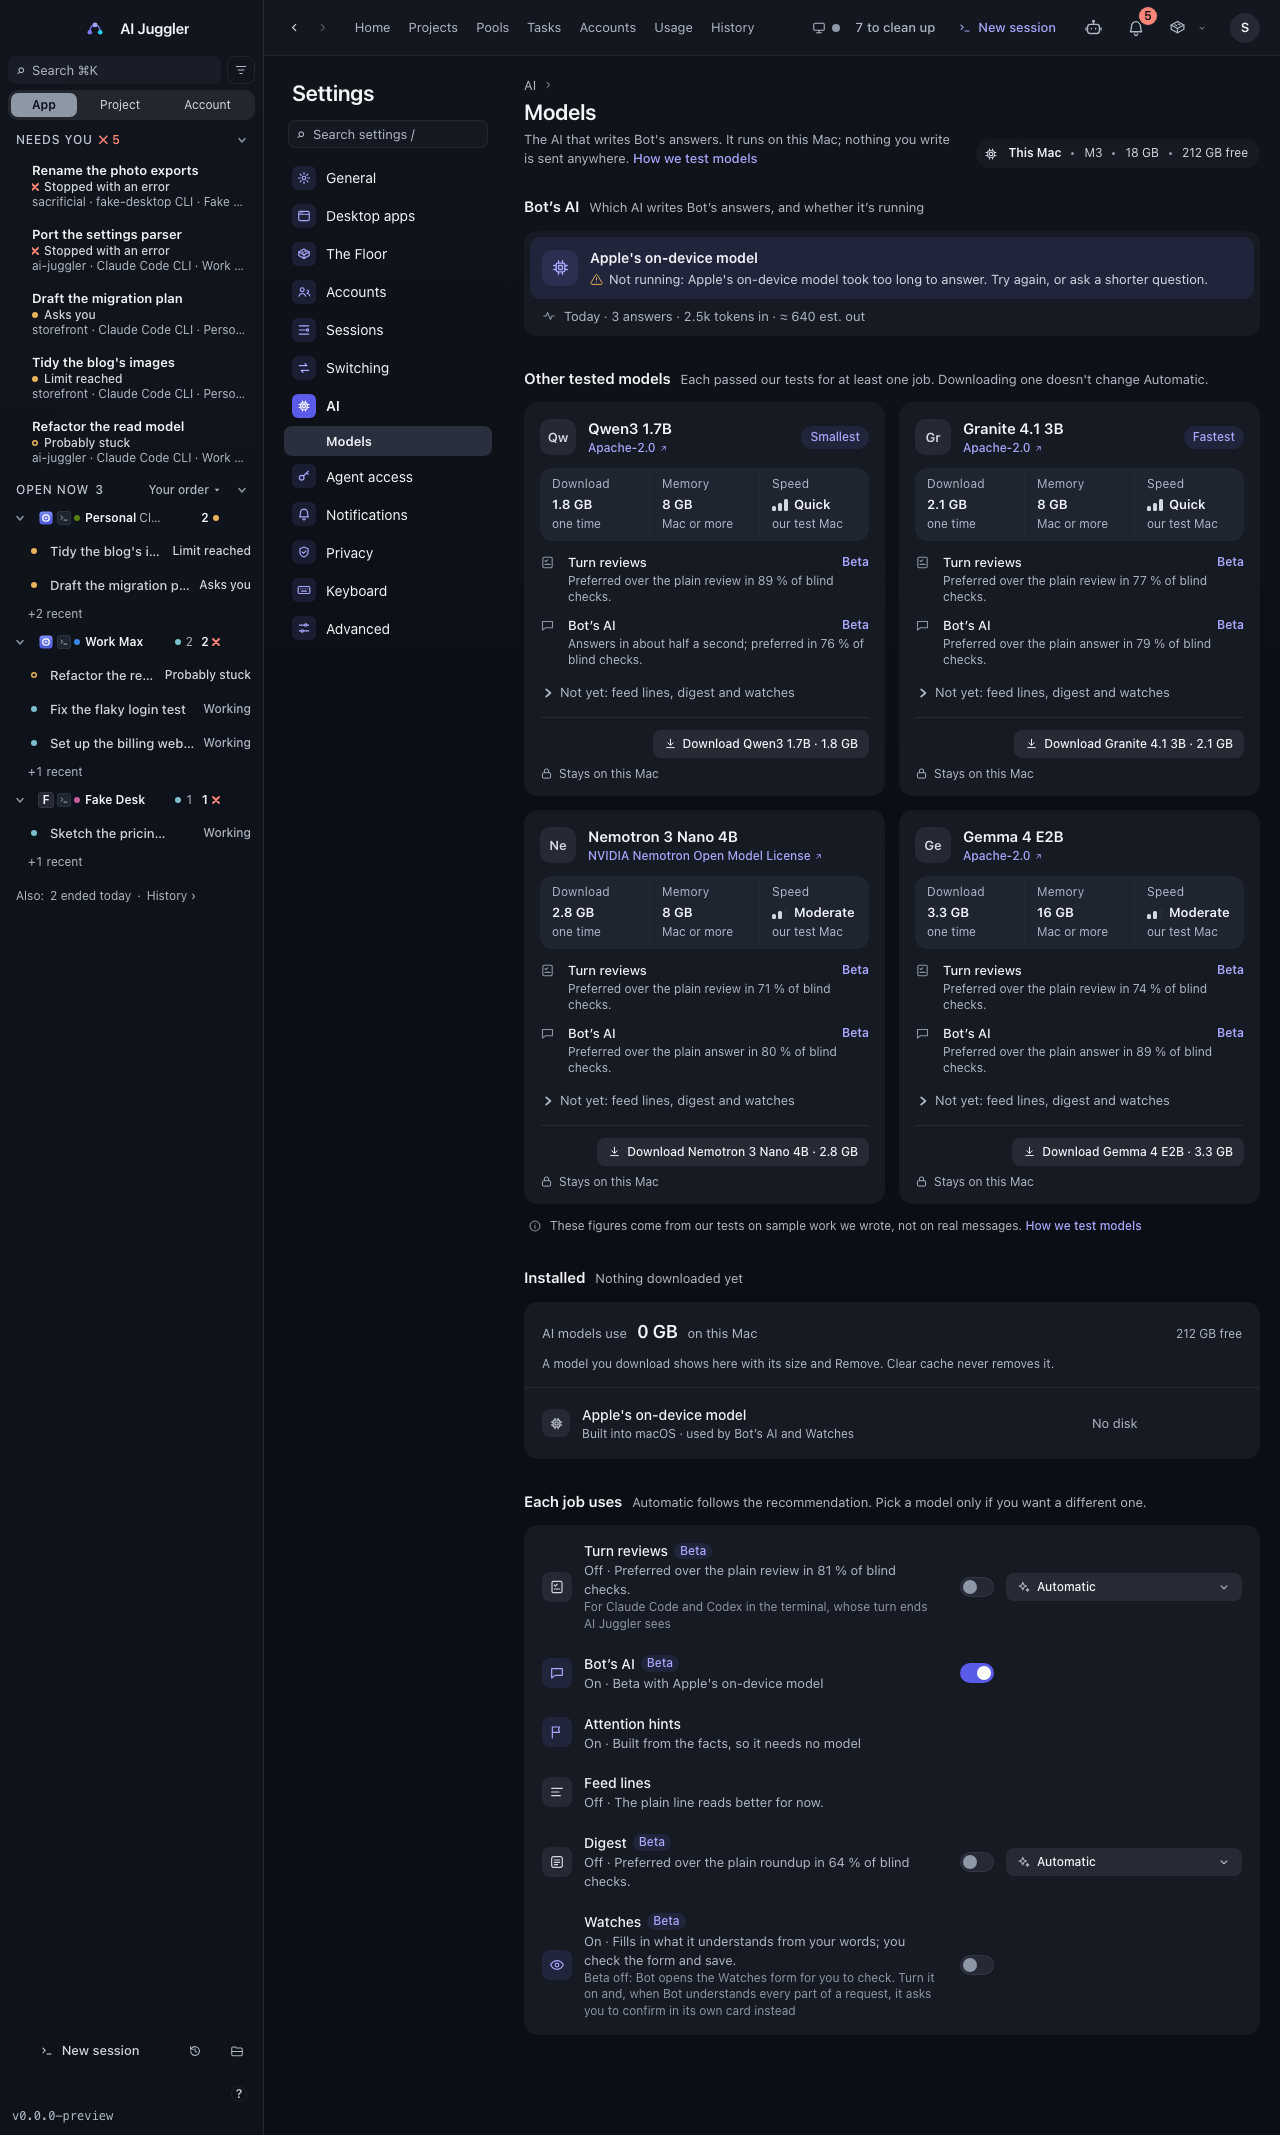 AI Juggler
Search ⌘K
App Project Account
NEEDS YOU 5
Rename the photo exports
Stopped with an error
sacrificial · fake-desktop CLI · Fake ...
Port the settings parser
Stopped with an error
ai-juggler · Claude Code CLI · Work ...
Draft the migration plan
Asks you
storefront · Claude Code CLI · Perso...
Tidy the blog's images
Limit reached
storefront · Claude Code CLI · Perso...
Refactor the read model
Probably stuck
ai-juggler · Claude Code CLI · Work ...
OPEN NOW 3 Your order
Personal Cl... 2
Tidy the blog's i... Limit reached
Draft the migration p... Asks you
+2 recent
Work Max 2 2
Refactor the re... Probably stuck
Fix the flaky login test Working
Set up the billing web... Working
+1 recent
F Fake Desk 1 1
Sketch the pricin... Working
+1 recent
Also: 2 ended today · History ›
New session
?
v0.0.0-preview
Home Projects Pools Tasks Accounts Usage History
7 to clean up
New session
5
S
Settings
Search settings /
General
Desktop apps
The Floor
Accounts
Sessions
Switching
AI
Models
Agent access
Notifications
Privacy
Keyboard
Advanced
AI ›
Models
The AI that writes Bot's answers. It runs on this Mac; nothing you write
is sent anywhere. How we test models
This Mac • M3 • 18 GB • 212 GB free
Bot’s AI Which AI writes Bot’s answers, and whether it’s running
Apple's on-device model
Not running: Apple's on-device model took too long to answer. Try again, or ask a shorter question.
Today · 3 answers · 2.5k tokens in · ≈ 640 est. out
Other tested models Each passed our tests for at least one job. Downloading one doesn't change Automatic.
Qw Qwen3 1.7B
Apache-2.0 ↗
Smallest
Download Memory Speed
1.8 GB 8 GB Quick
one time Mac or more our test Mac
Turn reviews Beta
Preferred over the plain review in 89 % of blind
checks.
Bot’s AI Beta
Answers in about half a second; preferred in 76 % of
blind checks.
Not yet: feed lines, digest and watches
Download Qwen3 1.7B · 1.8 GB
Stays on this Mac
Gr Granite 4.1 3B
Apache-2.0 ↗
Fastest
Download Memory Speed
2.1 GB 8 GB Quick
one time Mac or more our test Mac
Turn reviews Beta
Preferred over the plain review in 77 % of blind
checks.
Bot’s AI Beta
Preferred over the plain answer in 79 % of blind
checks.
Not yet: feed lines, digest and watches
Download Granite 4.1 3B · 2.1 GB
Stays on this Mac
Ne Nemotron 3 Nano 4B
NVIDIA Nemotron Open Model License ↗
Download Memory Speed
2.8 GB 8 GB Moderate
one time Mac or more our test Mac
Turn reviews Beta
Preferred over the plain review in 71 % of blind
checks.
Bot’s AI Beta
Preferred over the plain answer in 80 % of blind
checks.
Not yet: feed lines, digest and watches
Download Nemotron 3 Nano 4B · 2.8 GB
Stays on this Mac
Ge Gemma 4 E2B
Apache-2.0 ↗
Download Memory Speed
3.3 GB 16 GB Moderate
one time Mac or more our test Mac
Turn reviews Beta
Preferred over the plain review in 74 % of blind
checks.
Bot’s AI Beta
Preferred over the plain answer in 89 % of blind
checks.
Not yet: feed lines, digest and watches
Download Gemma 4 E2B · 3.3 GB
Stays on this Mac
These figures come from our tests on sample work we wrote, not on real messages. How we test models
Installed Nothing downloaded yet
AI models use 0 GB on this Mac 212 GB free
A model you download shows here with its size and Remove. Clear cache never removes it.
Apple's on-device model
Built into macOS · used by Bot’s AI and Watches
No disk
Each job uses Automatic follows the recommendation. Pick a model only if you want a different one.
Turn reviews Beta
Off · Preferred over the plain review in 81 % of blind
checks.
For Claude Code and Codex in the terminal, whose turn ends
AI Juggler sees
Automatic
Bot’s AI Beta
On · Beta with Apple's on-device model
Attention hints
On · Built from the facts, so it needs no model
Feed lines
Off · The plain line reads better for now.
Digest Beta
Off · Preferred over the plain roundup in 64 % of blind
checks.
Automatic
Watches Beta
On · Fills in what it understands from your words; you
check the form and save.
Beta off: Bot opens the Watches form for you to check. Turn it
on and, when Bot understands every part of a request, it asks
you to confirm in its own card instead